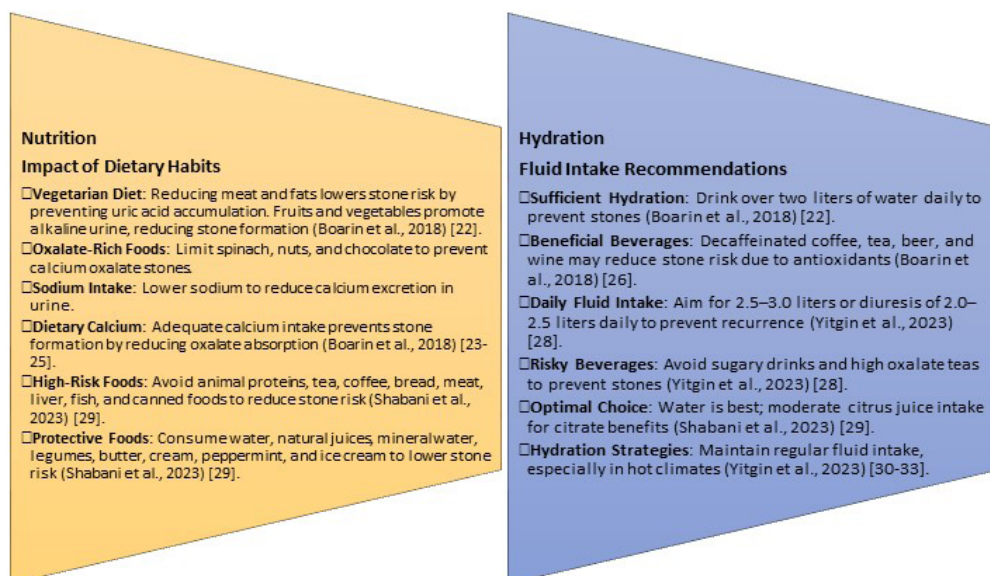 Nutrition
Impact of Dietary Habits
□Vegetarian Diet: Reducing meat and fats lowers stone risk by
preventing uric acid accumulation. Fruits and vegetables promote
alkaline urine, reducing stone formation (Boarin et al., 2018) [22].
□Oxalate-Rich Foods: Limit spinach, nuts, and chocolate to prevent
calcium oxalate stones.
□Sodium Intake: Lower sodium to reduce calcium excretion in
urine.
□Dietary Calcium: Adequate calcium intake prevents stone
formation by reducing oxalate absorption (Boarin et al., 2018) [23-
25].
□High-Risk Foods: Avoid animal proteins, tea, coffee, bread, meat,
liver, fish, and canned foods to reduce stone risk (Shabani et al.,
2023) [29].
□Protective Foods: Consume water, natural juices, mineral water,
legumes, butter, cream, peppermint, and ice cream to lower stone
risk (Shabani et al., 2023) [29].
Hydration
Fluid Intake Recommendations
□Sufficient Hydration: Drink over two liters of water daily to
prevent stones (Boarin et al., 2018) [22].
□Beneficial Beverages: Decaffeinated coffee, tea, beer, and
wine may reduce stone risk due to antioxidants (Boarin et
al., 2018) [26].
□Daily Fluid Intake: Aim for 2.5–3.0 liters or diuresis of 2.0–
2.5 liters daily to prevent recurrence (Yitgin et al., 2023)
[28].
□Risky Beverages: Avoid sugary drinks and high oxalate teas
to prevent stones (Yitgin et al., 2023) [28].
□Optimal Choice: Water is best; moderate citrus juice intake
for citrate benefits (Shabani et al., 2023) [29].
□Hydration Strategies: Maintain regular fluid intake,
especially in hot climates (Yitgin et al., 2023) [30-33].